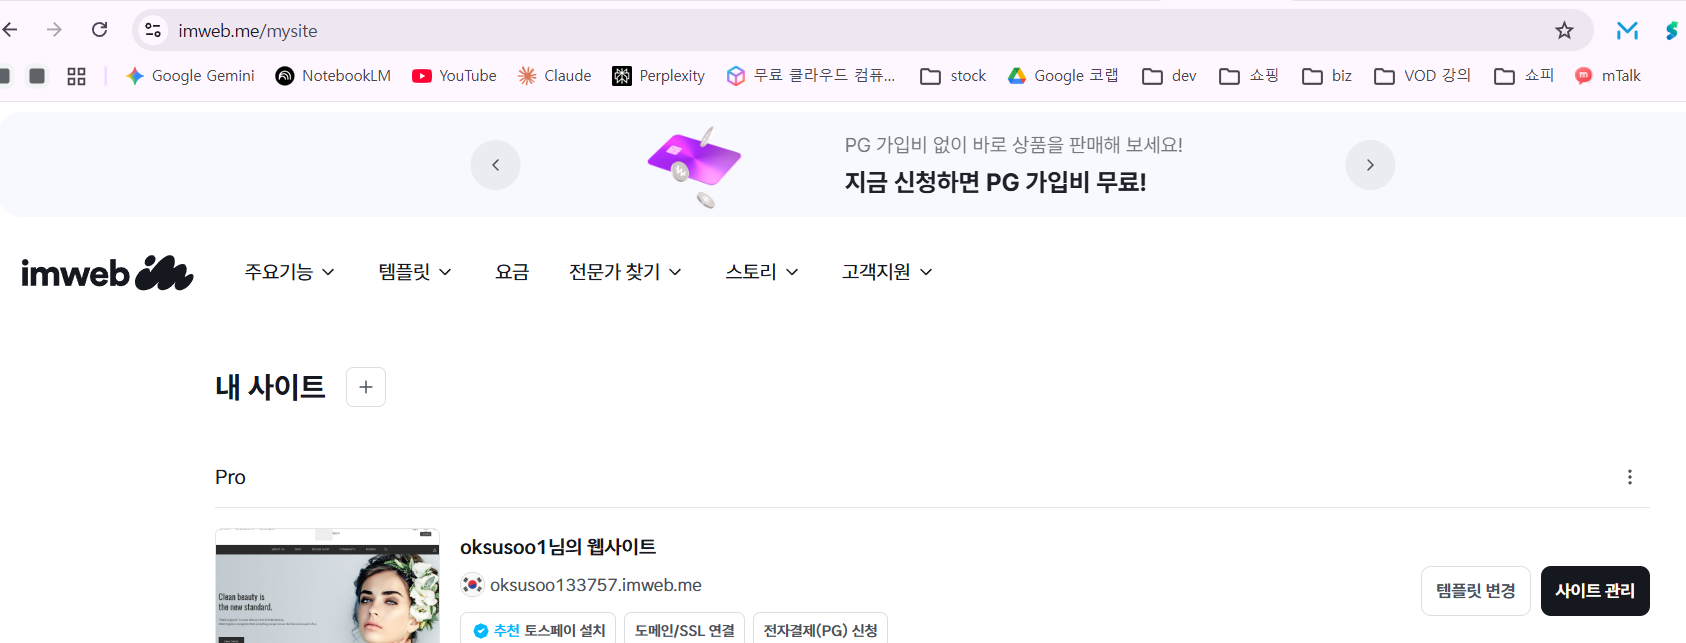 imweb.me/mysite
Google Gemini NotebookLM YouTube Claude Perplexity 무료 클라우드 컴퓨... stock Google 코랩 dev 쇼핑 biz VOD 강의 쇼피 mTalk
PG 가입비 없이 바로 상품을 판매해 보세요!
지금 신청하면 PG 가입비 무료!
imweb 주요기능 템플릿 요금 전문가 찾기 스토리 고객지원
내 사이트
Pro
Clean beauty is
the new standard.
oksusoo1님의 웹사이트
oksusoo133757.imweb.me
템플릿 변경 사이트 관리
추천 토스페이 설치 도메인/SSL 연결 전자결제(PG) 신청